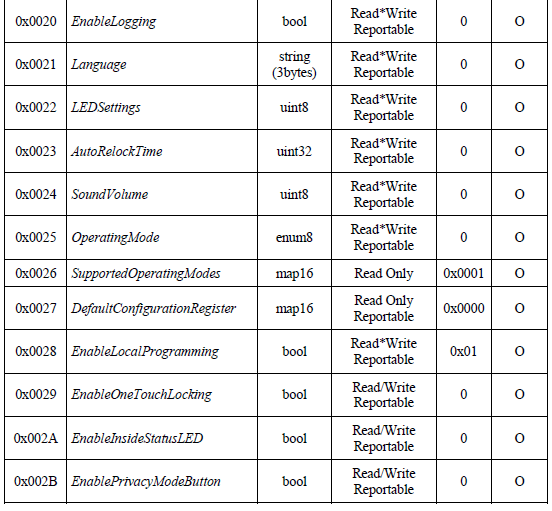 0x0020 EnableLogging bool Read*Write Reportable 0 O
0x0021 Language string (3bytes) Read*Write Reportable 0 O
0x0022 LEDSettings uint8 Read*Write Reportable 0 O
0x0023 AutoRelockTime uint32 Read*Write Reportable 0 O
0x0024 SoundVolume uint8 Read*Write Reportable 0 O
0x0025 OperatingMode enum8 Read*Write Reportable 0 O
0x0026 SupportedOperatingModes map16 Read Only 0x0001 O
0x0027 DefaultConfigurationRegister map16 Read Only Reportable 0x0000 O
0x0028 EnableLocalProgramming bool Read*Write Reportable 0x01 O
0x0029 EnableOneTouchLocking bool Read/Write Reportable 0 O
0x002A EnableInsideStatusLED bool Read/Write Reportable 0 O
0x002B EnablePrivacyModeButton bool Read/Write Reportable 0 O